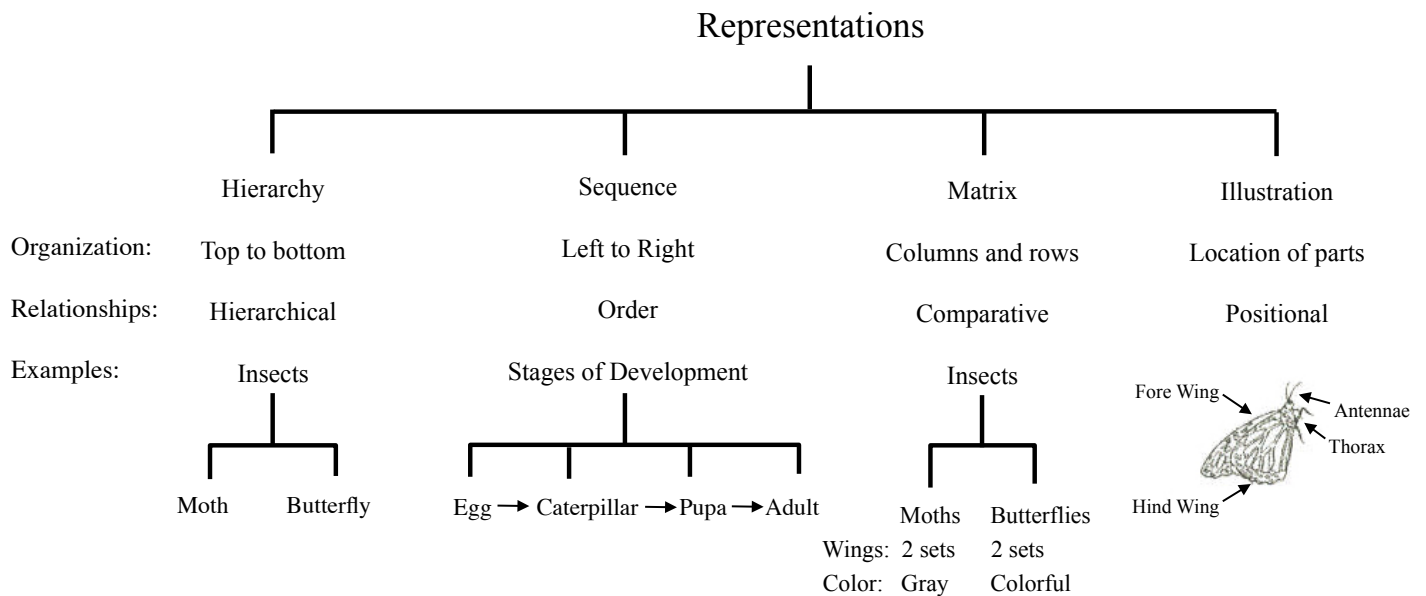 Representations
Hierarchy Sequence Matrix Illustration
Organization: Top to bottom Left to Right Columns and rows Location of parts
Relationships: Hierarchical Order Comparative Positional
Examples: Insects Stages of Development Insects
Fore Wing Antennae
Thorax
Moth Butterfly Egg Caterpillar Pupa Adult Hind Wing
Moths Butterflies
Wings: 2 sets 2 sets
Color: Gray Colorful